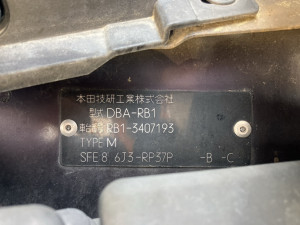 本田技研工業株式会社
型式 DBA-RB1
車台番号 RB1-3407193
TYPE M
SFE 8 6J3-RP37P -B -C